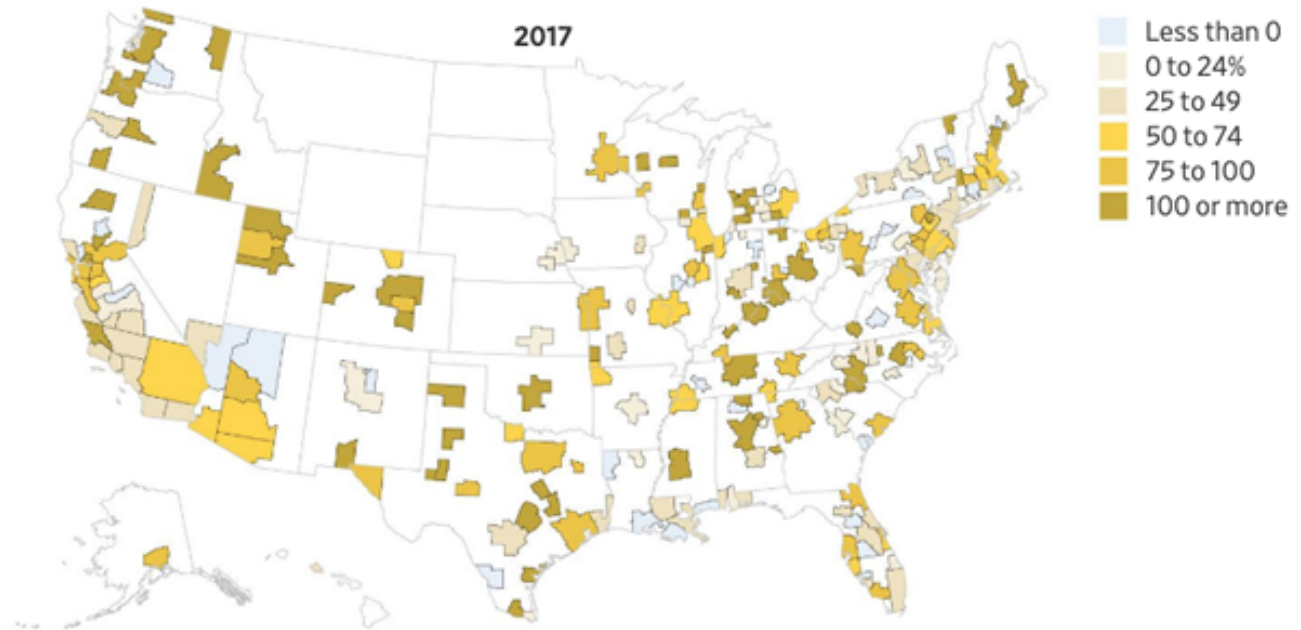 2017
Less than 0
0 to 24%
25 to 49
50 to 74
75 to 100
100 or more